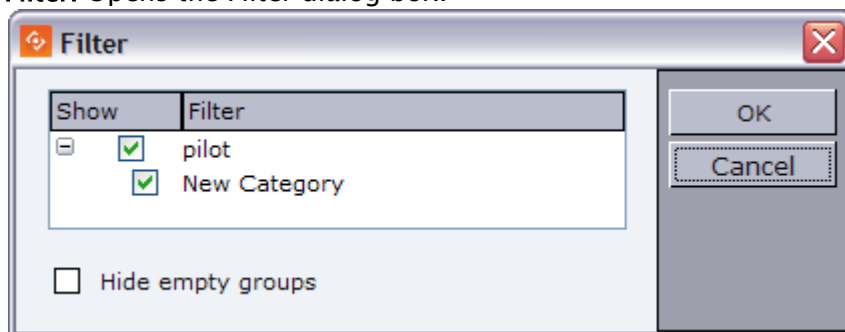 Filter: Opens the Filter dialog box.
Filter
Show Filter
OK
pilot
Cancel
New Category
Hide empty groups